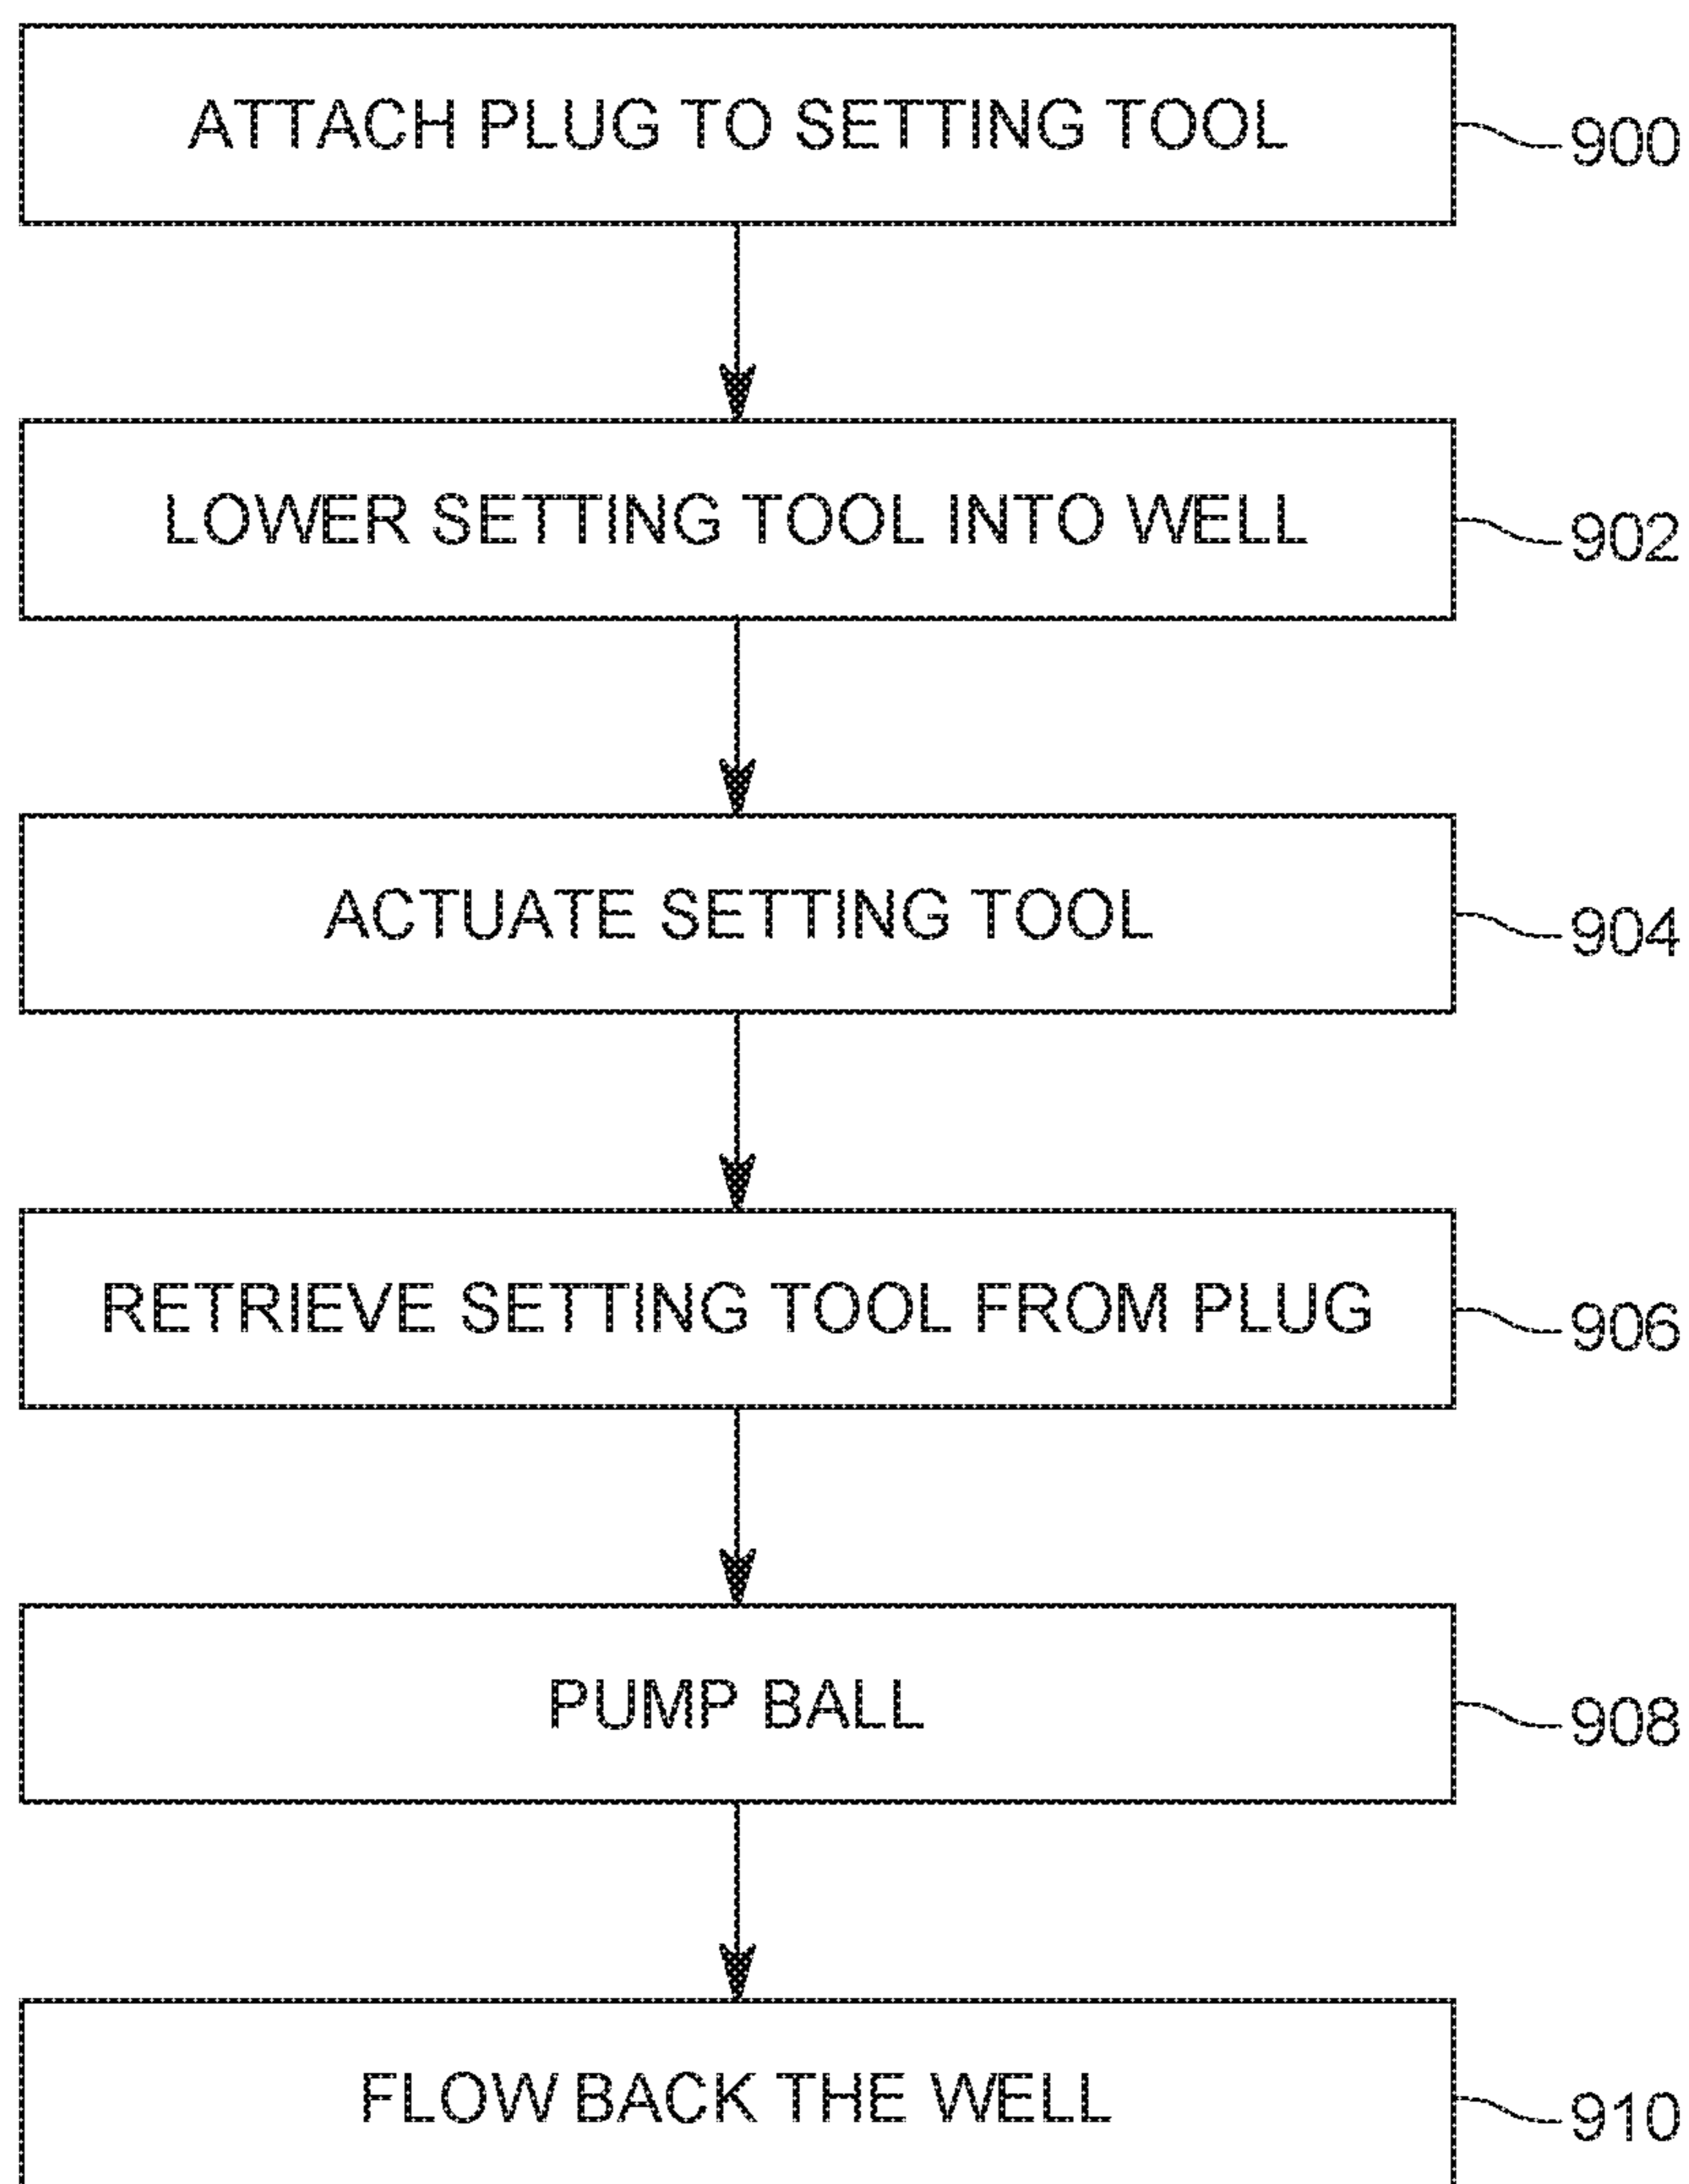 ATTACH PLUG TO SETTING TOOL
900
LOWER SETTING TOOL INTO WELL
902
ACTUATE SETTING TOOL
904
RETRIEVE SETTING TOOL FROM PLUG
906
PUMP BALL
908
FLOW BACK THE WELL
910